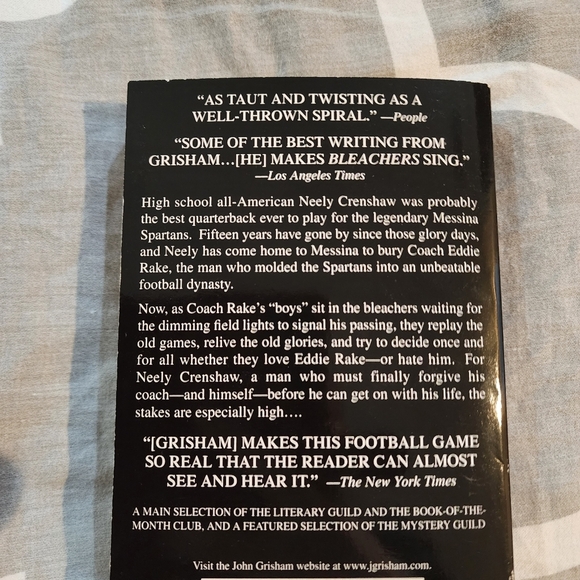 “AS TAUT AND TWISTING AS A
WELL-THROWN SPIRAL.” —People
“SOME OF THE BEST WRITING FROM
GRISHAM...[HE] MAKES BLEACHERS SING.”
—Los Angeles Times
High school all-American Neely Crenshaw was probably
the best quarterback ever to play for the legendary Messina
Spartans. Fifteen years have gone by since those glory days,
and Neely has come home to Messina to bury Coach Eddie
Rake, the man who molded the Spartans into an unbeatable
football dynasty.
Now, as Coach Rake’s “boys” sit in the bleachers waiting for
the dimming field lights to signal his passing, they replay the
old games, relive the old glories, and try to decide once and
for all whether they love Eddie Rake—or hate him. For
Neely Crenshaw, a man who must finally forgive his
coach—and himself—before he can get on with his life, the
stakes are especially high....
“[GRISHAM] MAKES THIS FOOTBALL GAME
SO REAL THAT THE READER CAN ALMOST
SEE AND HEAR IT.” —The New York Times
A MAIN SELECTION OF THE LITERARY GUILD AND THE BOOK-OF-THE-
MONTH CLUB, AND A FEATURED SELECTION OF THE MYSTERY GUILD
Visit the John Grisham website at www.jgrisham.com.